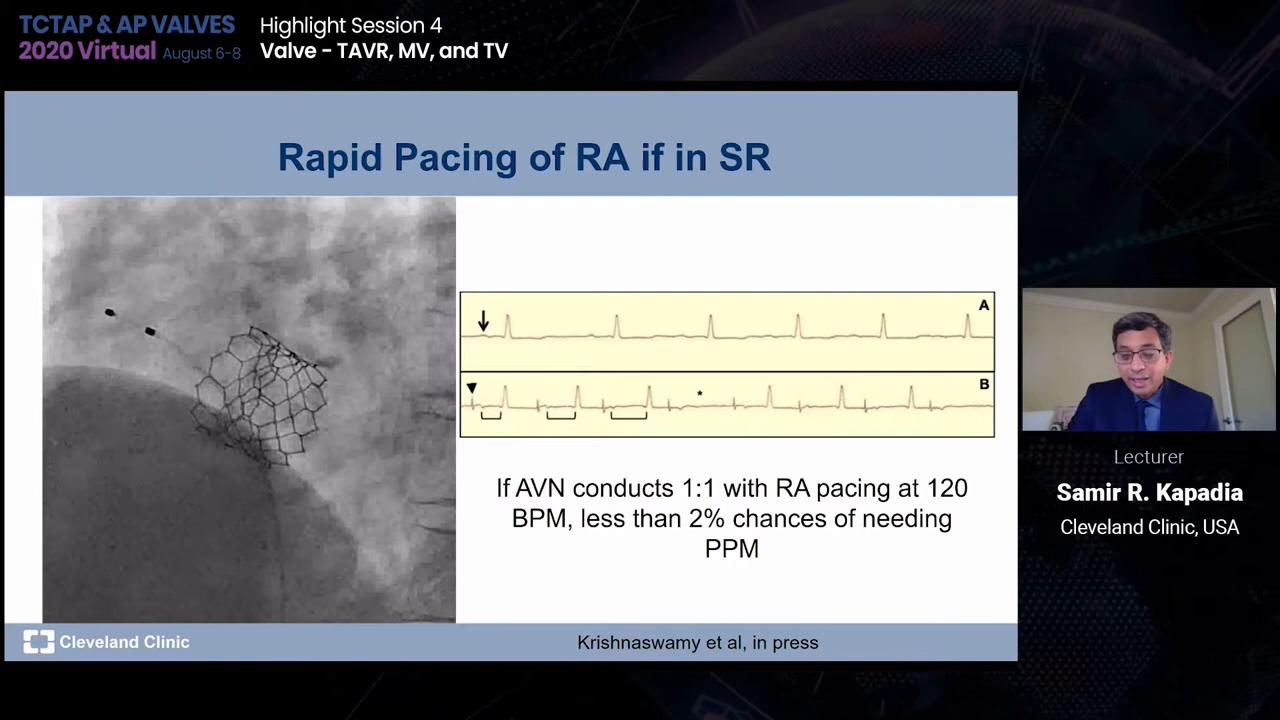 TCTAP & AP VALVES
2020 Virtual August 6-8
Highlight Session 4
Valve - TAVR, MV, and TV
Rapid Pacing of RA if in SR
A
B
*
If AVN conducts 1:1 with RA pacing at 120
BPM, less than 2% chances of needing
PPM
Cleveland Clinic
Krishnaswamy et al, in press
Lecturer
Samir R. Kapadia
Cleveland Clinic, USA